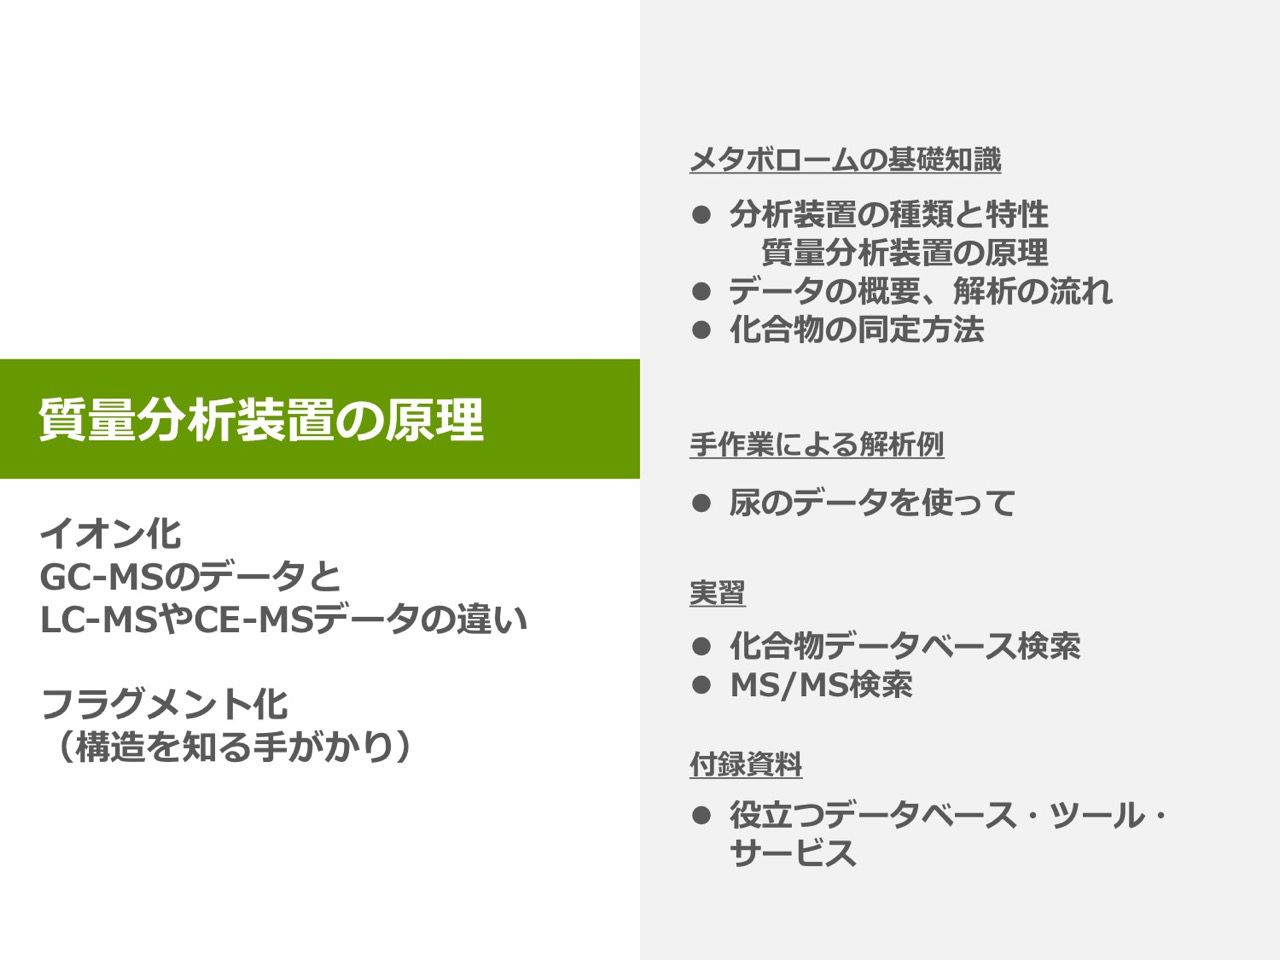 質量分析装置の原理
イオン化
GC-MSのデータと
LC-MSやCE-MSデータの違い
フラグメント化
（構造を知る手がかり）
メタボロームの基礎知識
● 分析装置の種類と特性
質量分析装置の原理
● データの概要、解析の流れ
● 化合物の同定方法
手作業による解析例
● 尿のデータを使って
実習
● 化合物データベース検索
● MS/MS検索
付録資料
● 役立つデータベース・ツール・
サービス